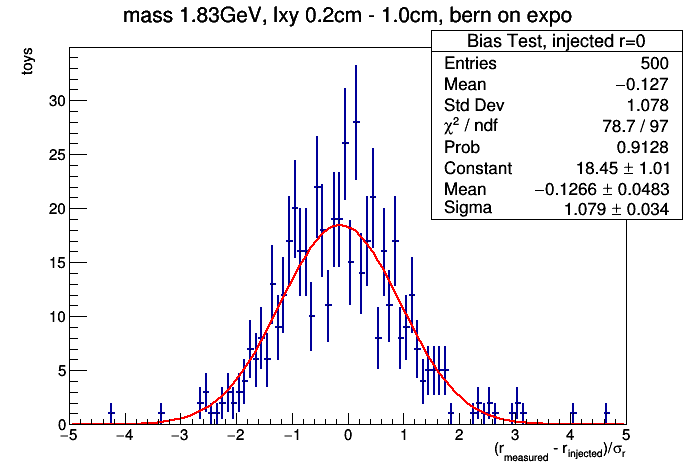 mass 1.83GeV, lxy 0.2cm - 1.0cm, bern on expo
toys
Bias Test, injected r=0
Entries 500
Mean −0.127
Std Dev 1.078
χ² / ndf 78.7 / 97
Prob 0.9128
Constant 18.45 ± 1.01
Mean −0.1266 ± 0.0483
Sigma 1.079 ± 0.034
30
25
20
15
10
5
0
−5 −4 −3 −2 −1 0 1 2 3 4 5
(r_measured - r_injected)/σ_r